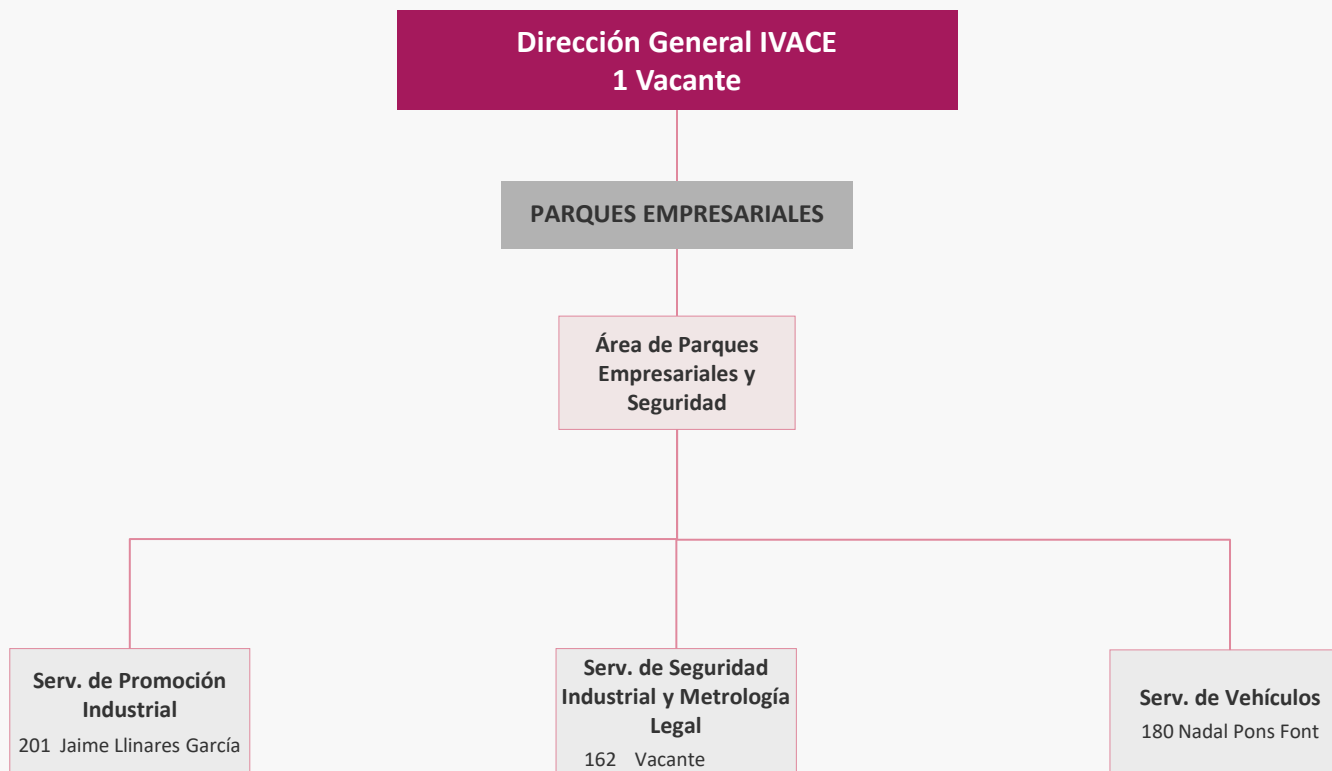 Dirección General IVACE
1 Vacante
PARQUES EMPRESARIALES
Área de Parques
Empresariales y
Seguridad
Serv. de Promoción
Industrial
201 Jaime Llinares García
Serv. de Seguridad
Industrial y Metrología
Legal
162 Vacante
Serv. de Vehículos
180 Nadal Pons Font